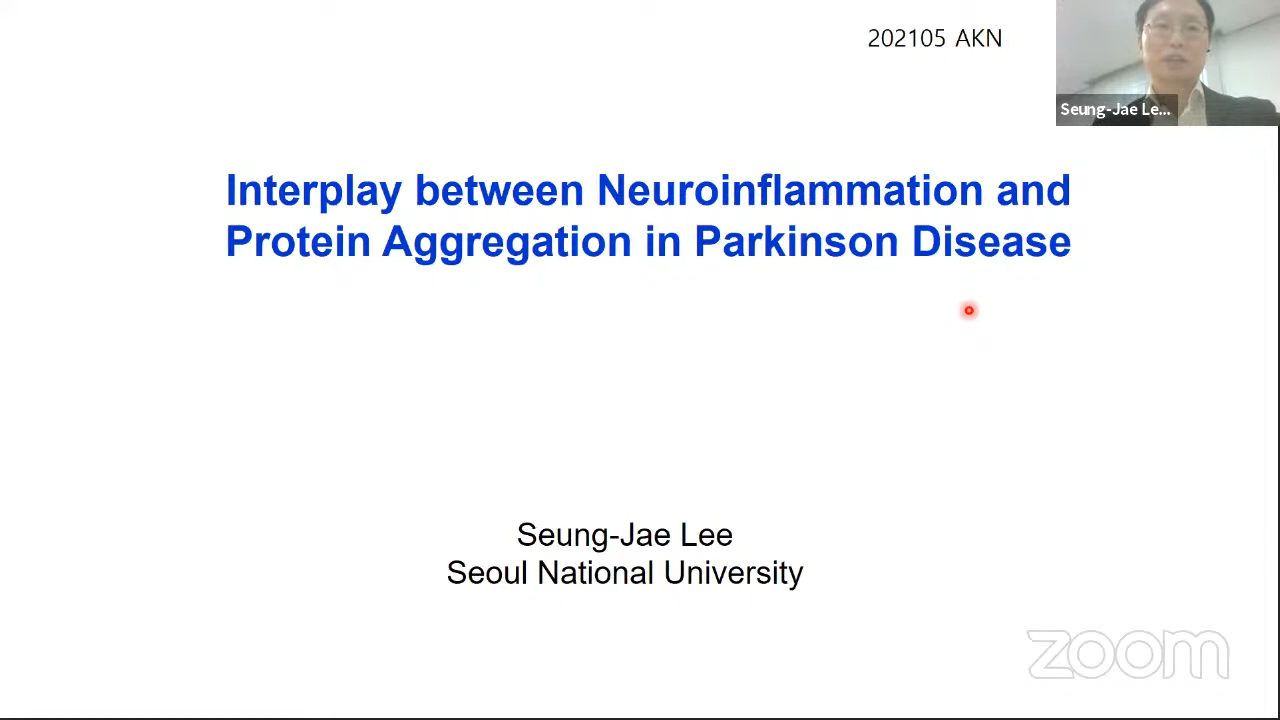 202105 AKN
Seung-Jae Le...
Interplay between Neuroinflammation and
Protein Aggregation in Parkinson Disease
Seung-Jae Lee
Seoul National University
zoom